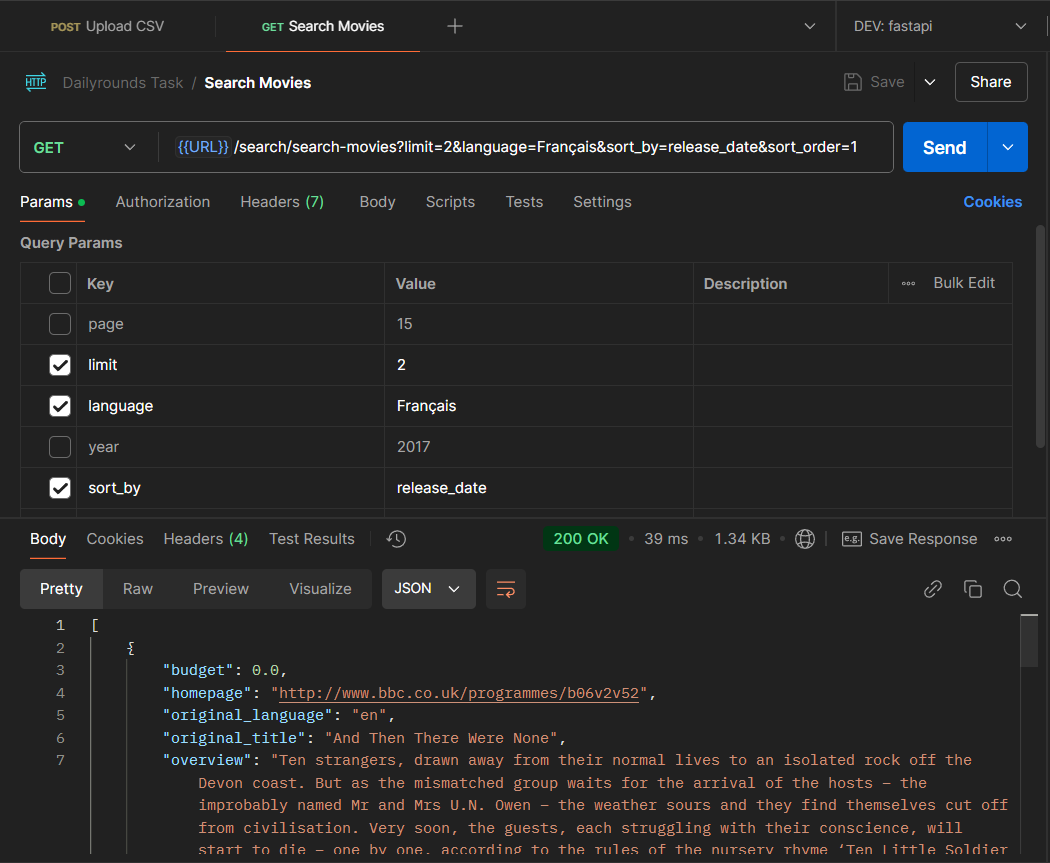 POST Upload CSV
GET Search Movies
DEV: fastapi
HTTP Dailyrounds Task / Search Movies
Save
Share
GET {{URL}} /search/search-movies?limit=2&language=Français&sort_by=release_date&sort_order=1
Send
Params Authorization Headers (7) Body Scripts Tests Settings Cookies
Query Params
Key Value Description Bulk Edit
page 15
limit 2
language Français
year 2017
sort_by release_date
Body Cookies Headers (4) Test Results 200 OK • 39 ms • 1.34 KB • e.g. Save Response
Pretty Raw Preview Visualize JSON
1 [
2 {
3 "budget": 0.0,
4 "homepage": "http://www.bbc.co.uk/programmes/b06v2v52",
5 "original_language": "en",
6 "original_title": "And Then There Were None",
7 "overview": "Ten strangers, drawn away from their normal lives to an isolated rock off the
Devon coast. But as the mismatched group waits for the arrival of the hosts – the
improbably named Mr and Mrs U.N. Owen – the weather sours and they find themselves cut off
from civilisation. Very soon, the guests, each struggling with their conscience, will
start to die – one by one, according to the rules of the nursery rhyme ‘Ten Little Soldier